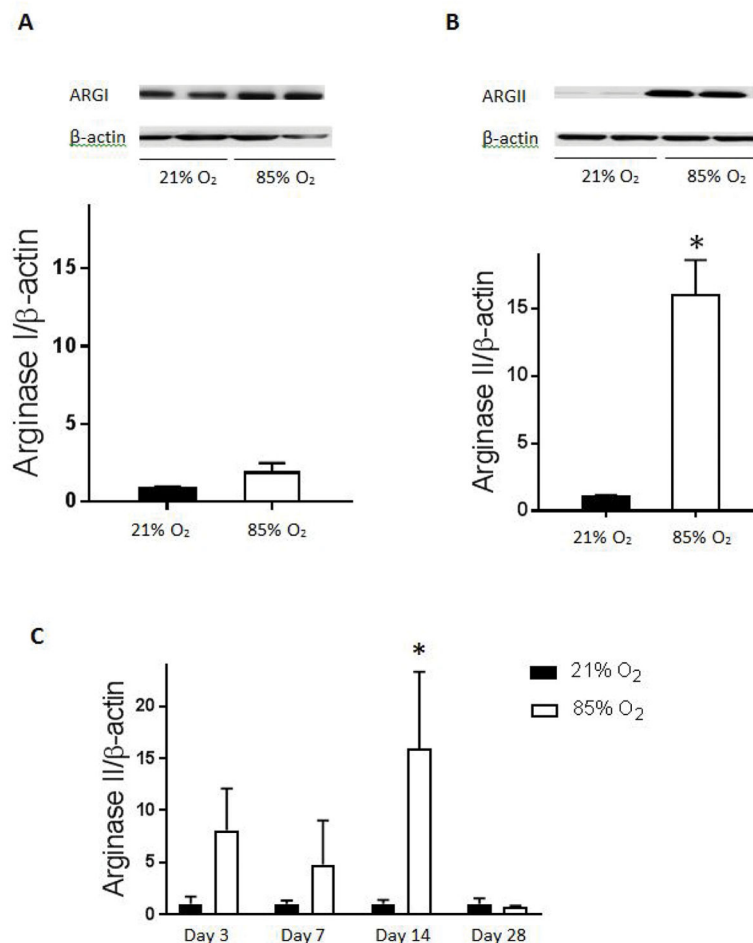 A
ARGI
β-actin
21% O₂ 85% O₂
Arginase I/β-actin
15
10
5
0
21% O₂ 85% O₂
B
ARGII
β-actin
21% O₂ 85% O₂
*
Arginase II/β-actin
15
10
5
0
21% O₂ 85% O₂
C
*
Arginase II/β-actin
20
15
10
5
0
Day 3 Day 7 Day 14 Day 28
21% O₂
85% O₂